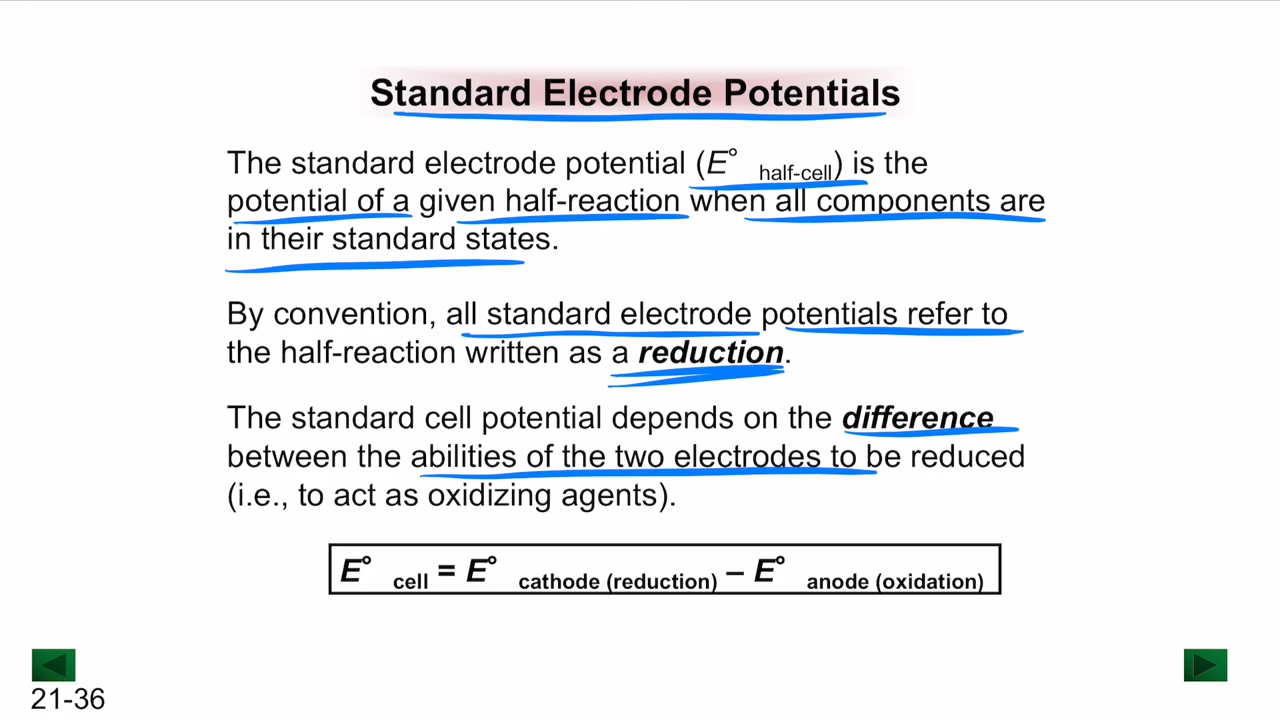 Standard Electrode Potentials
The standard electrode potential (E° half-cell) is the
potential of a given half-reaction when all components are
in their standard states.
By convention, all standard electrode potentials refer to
the half-reaction written as a reduction.
The standard cell potential depends on the difference
between the abilities of the two electrodes to be reduced
(i.e., to act as oxidizing agents).
E° cell = E° cathode (reduction) – E° anode (oxidation)
21-36